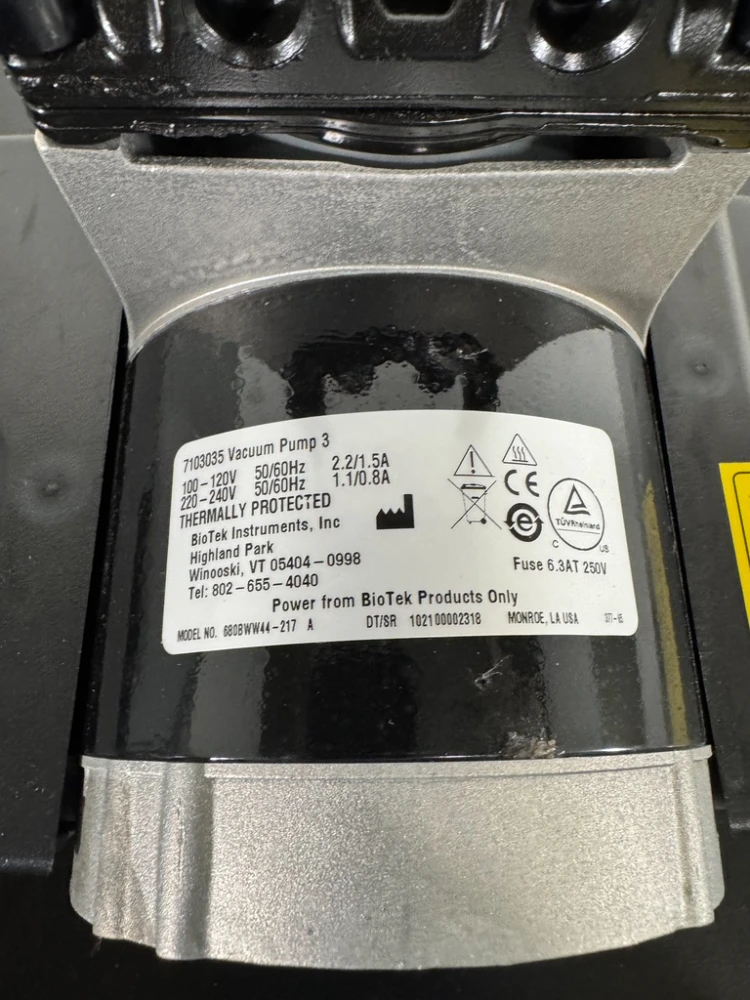 7103035 Vacuum Pump 3
100-120V 50/60Hz 2.2/1.5A
220-240V 50/60Hz 1.1/0.8A
THERMALLY PROTECTED
BioTek Instruments, Inc
Highland Park
Winooski, VT 05404-0998
Tel: 802-655-4040
CE
e
TÜVRheinland
C US
Fuse 6.3AT 250V
Power from BioTek Products Only
MODEL NO. 680BWW44-217 A DT/SR 102100002318 MONROE, LA USA